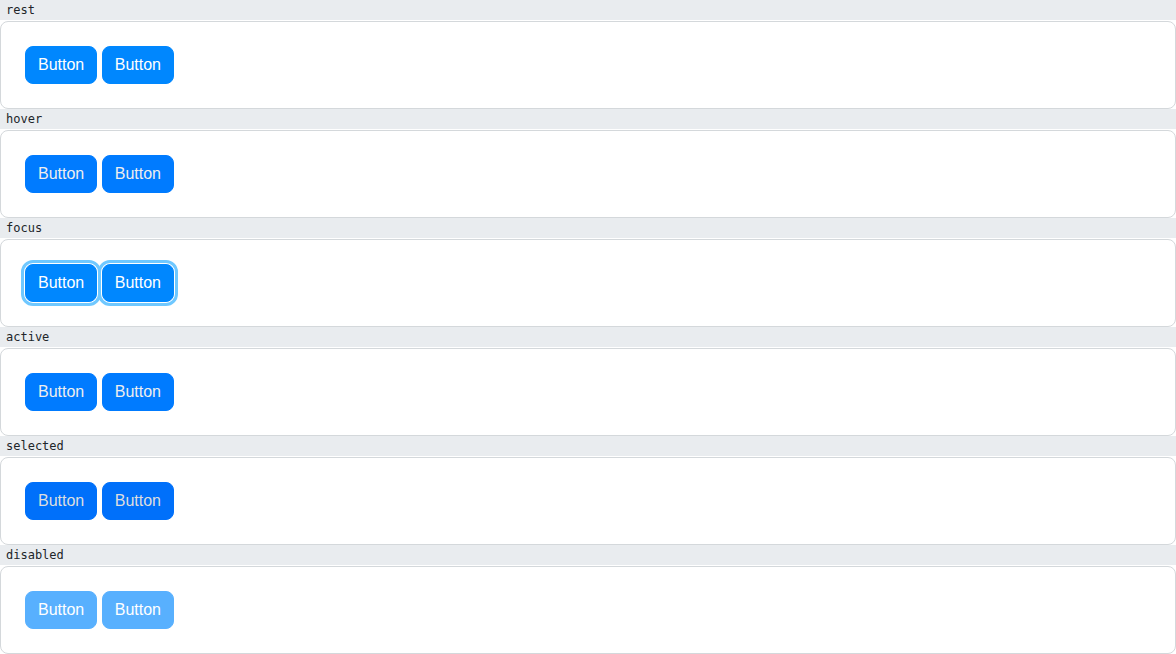 rest
Button Button
hover
Button Button
focus
Button Button
active
Button Button
selected
Button Button
disabled
Button Button